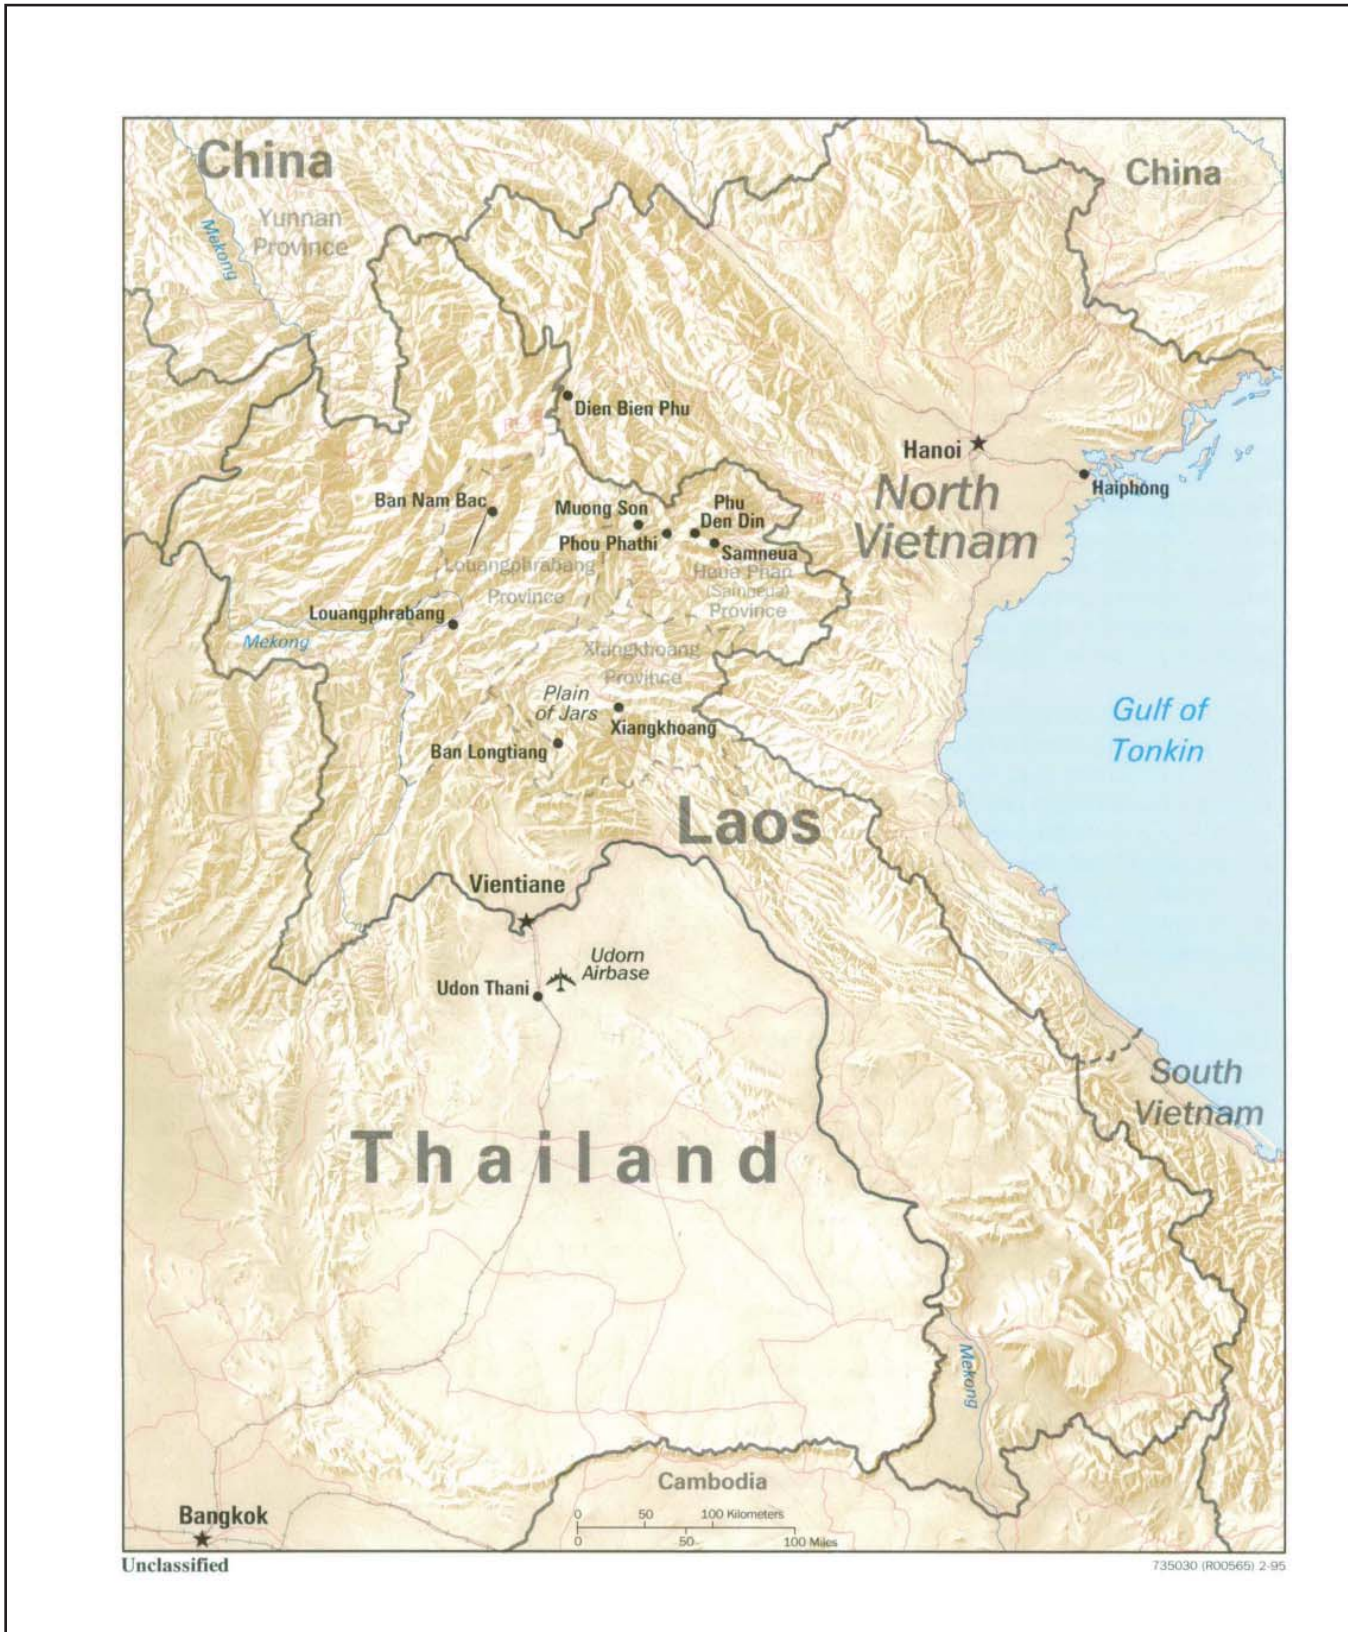 China
China
Yunnan
Province
Mekong
Dien Bien Phu
Hanoi
Haiphong
North
Vietnam
Ban Nam Bac
Muong Son
Phu
Den Din
Phou Phathi
Samneua
Houa Phan
(Samneua)
Province
Louangphrabang
Province
Louangphrabang
Mekong
Xiangkhoang
Province
Plain
of Jars
Xiangkhoang
Ban Longtiang
Gulf of
Tonkin
Laos
Vientiane
Udorn
Airbase
Udon Thani
South
Vietnam
Thailand
Mekong
Cambodia
Bangkok
0 50 100 Kilometers
0 50 100 Miles
Unclassified
735030 (R00565) 2-95